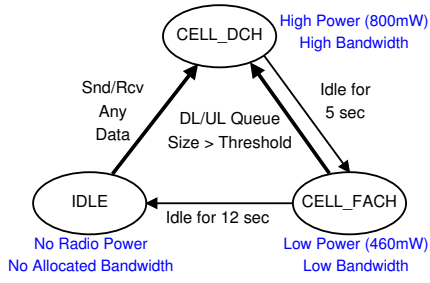 CELL_DCH
High Power (800mW)
High Bandwidth
Snd/Rcv
Any
Data
DL/UL Queue
Size > Threshold
Idle for
5 sec
IDLE
Idle for 12 sec
CELL_FACH
No Radio Power
No Allocated Bandwidth
Low Power (460mW)
Low Bandwidth